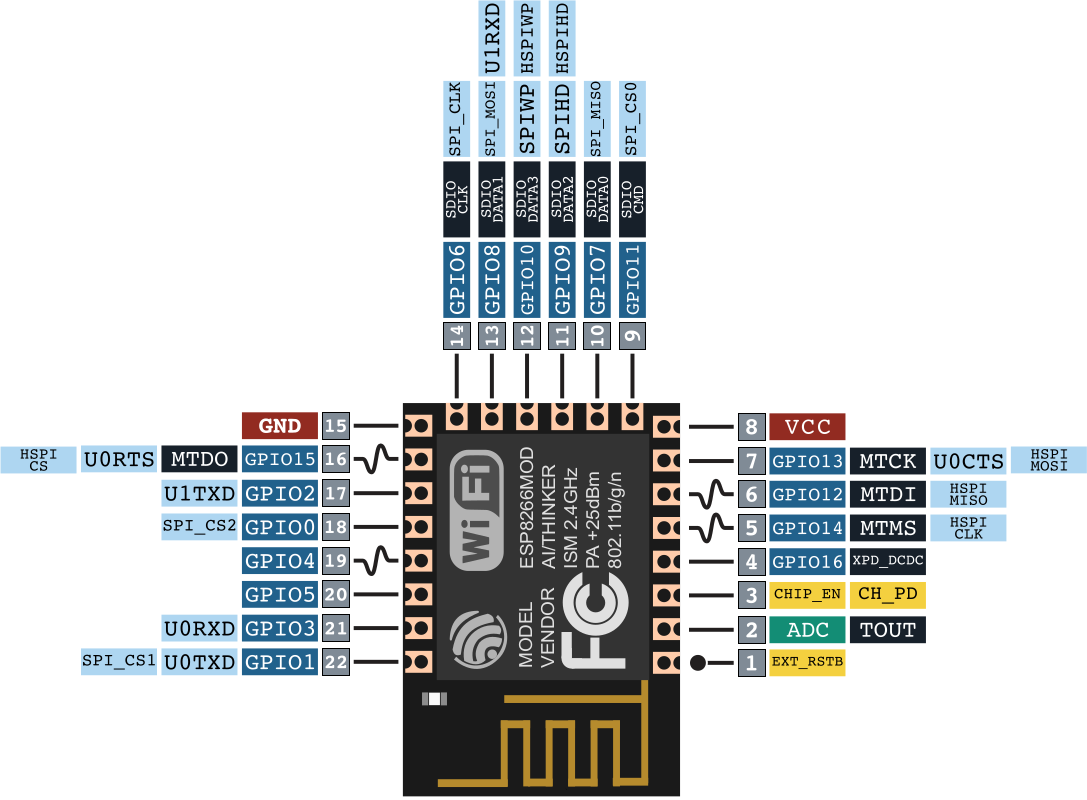 U1RXD HSPIWP HSPIHD
SPI_CLK SPI_MOSI SPIWP SPIHD SPI_MISO SPI_CS0
SDIO CLK SDIO DATA1 SDIO DATA3 SDIO DATA2 SDIO DATA0 SDIO CMD
GPIO6 GPIO8 GPIO10 GPIO9 GPIO7 GPIO11
14 13 12 11 10 9
GND 15
HSPI CS U0RTS MTDO GPIO15 16
U1TXD GPIO2 17
SPI_CS2 GPIO0 18
GPIO4 19
GPIO5 20
U0RXD GPIO3 21
SPI_CS1 U0TXD GPIO1 22
Wi Fi
MODEL ESP8266MOD
VENDOR AI/THINKER
ISM 2.4GHz
PA +25dBm
802.11b/g/n
FC
8 VCC
7 GPIO13 MTCK U0CTS HSPI MOSI
6 GPIO12 MTDI HSPI MISO
5 GPIO14 MTMS HSPI CLK
4 GPIO16 XPD_DCDC
3 CHIP_EN CH_PD
2 ADC TOUT
1 EXT_RSTB